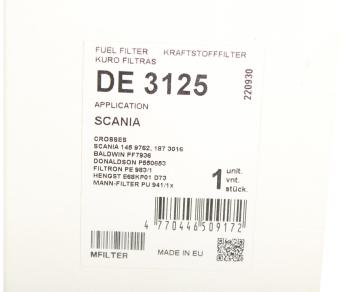 FUEL FILTER KRAFTSTOFFFILTER
KURO FILTRAS
DE 3125
220930
APPLICATION
SCANIA
CROSSES
SCANIA 145 9762, 187 3016
BALDWIN PF7936
DONALDSON P550653
FILTRON PE 983/1
HENGST E68KP01 D73
MANN-FILTER PU 941/1x
1 unit.
vnt.
stück.
4 770446 509172
MFILTER
MADE IN EU